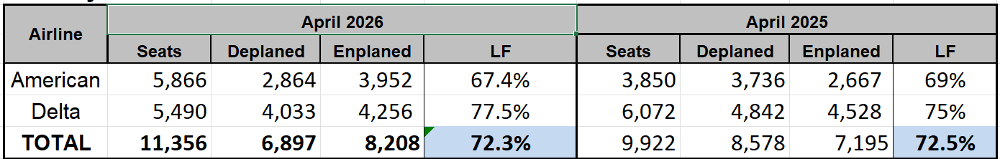 Airline April 2026 April 2025
Seats Deplaned Enplaned LF Seats Deplaned Enplaned LF
American 5,866 2,864 3,952 67.4% 3,850 3,736 2,667 69%
Delta 5,490 4,033 4,256 77.5% 6,072 4,842 4,528 75%
TOTAL 11,356 6,897 8,208 72.3% 9,922 8,578 7,195 72.5%